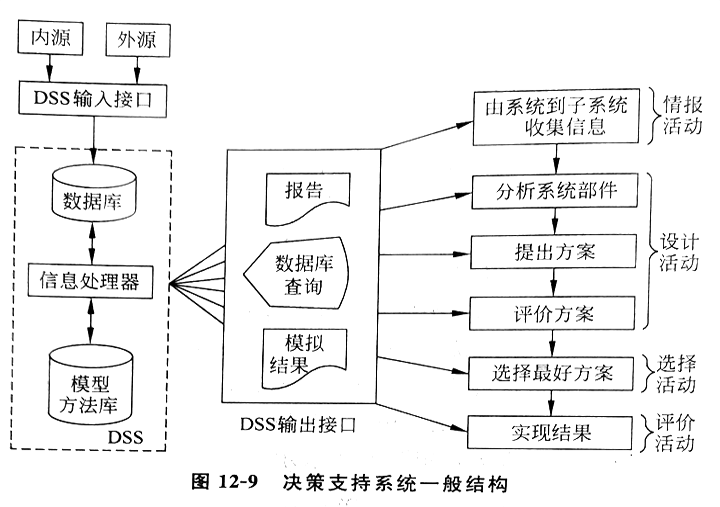 内源
外源
DSS输入接口
数据库
信息处理器
模型
方法库
DSS
报告
数据库
查询
模拟
结果
DSS输出接口
由系统到子系统
收集信息
情报
活动
分析系统部件
提出方案
评价方案
设计
活动
选择最好方案
选择
活动
实现结果
评价
活动
图 12-9 决策支持系统一般结构